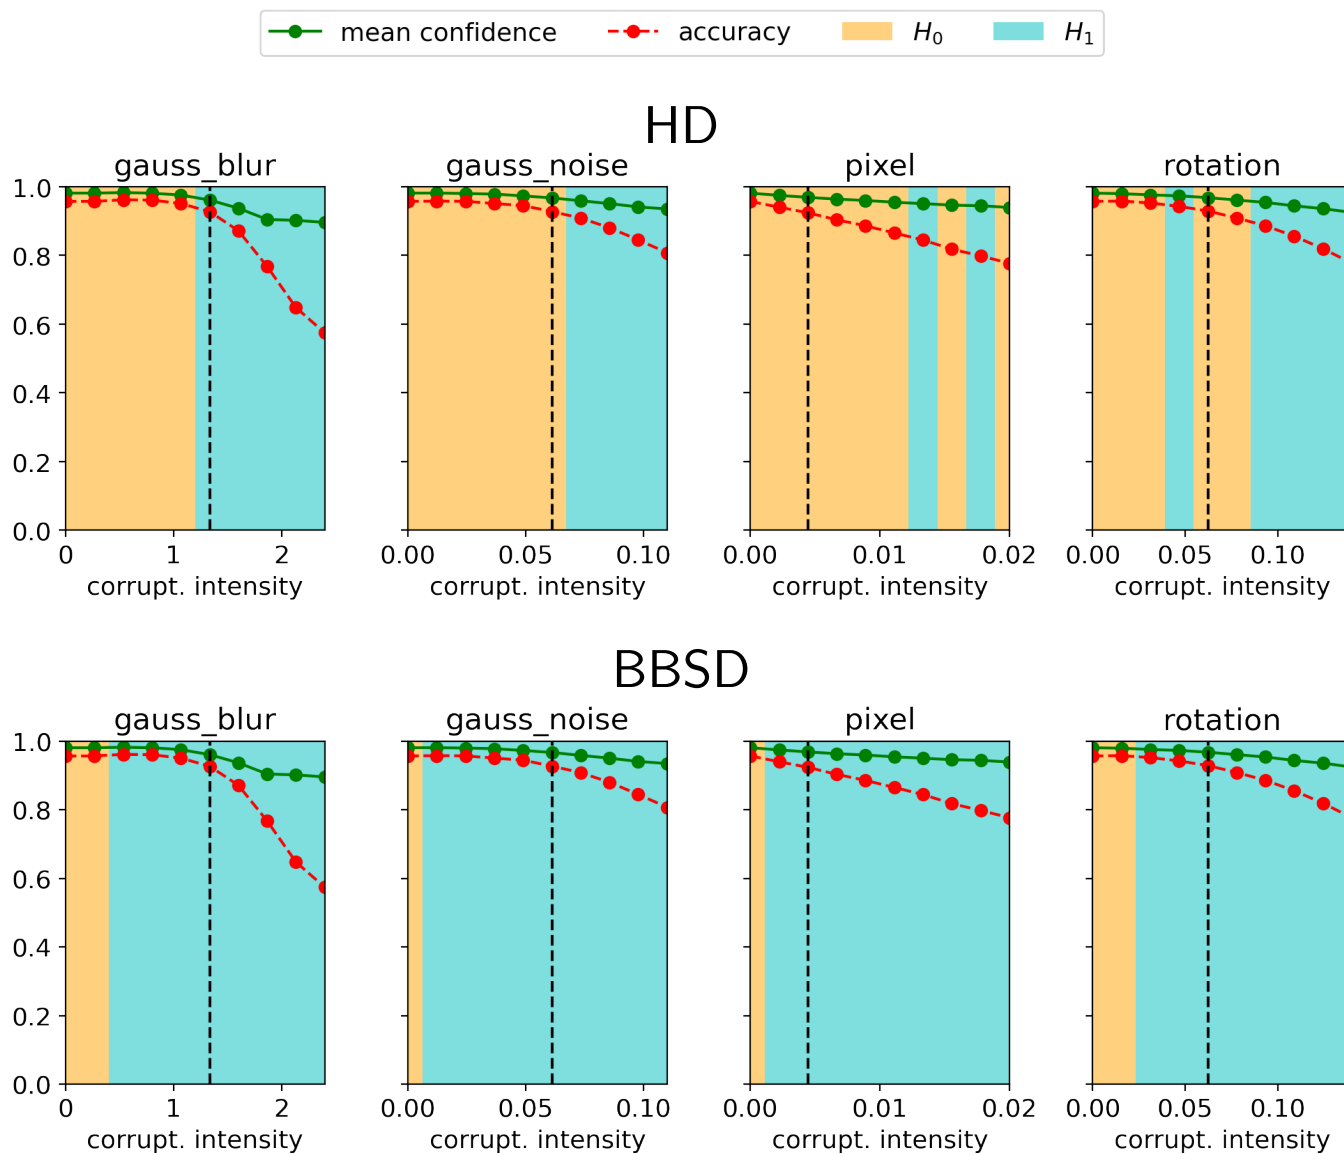 mean confidence accuracy H0 H1
HD
gauss_blur gauss_noise pixel rotation
1.0
0.8
0.6
0.4
0.2
0.0
0 1 2 0.00 0.05 0.10 0.00 0.01 0.02 0.00 0.05 0.10
corrupt. intensity corrupt. intensity corrupt. intensity corrupt. intensity
BBSD
gauss_blur gauss_noise pixel rotation
1.0
0.8
0.6
0.4
0.2
0.0
0 1 2 0.00 0.05 0.10 0.00 0.01 0.02 0.00 0.05 0.10
corrupt. intensity corrupt. intensity corrupt. intensity corrupt. intensity